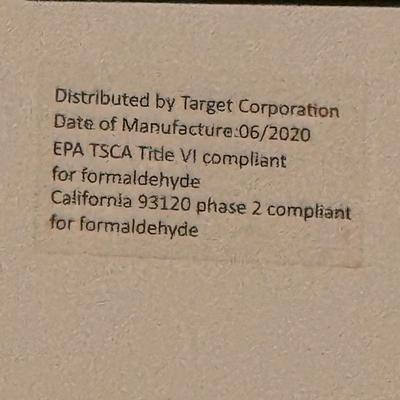 Distributed by Target Corporation
Date of Manufacture:06/2020
EPA TSCA Title VI compliant
for formaldehyde
California 93120 phase 2 compliant
for formaldehyde